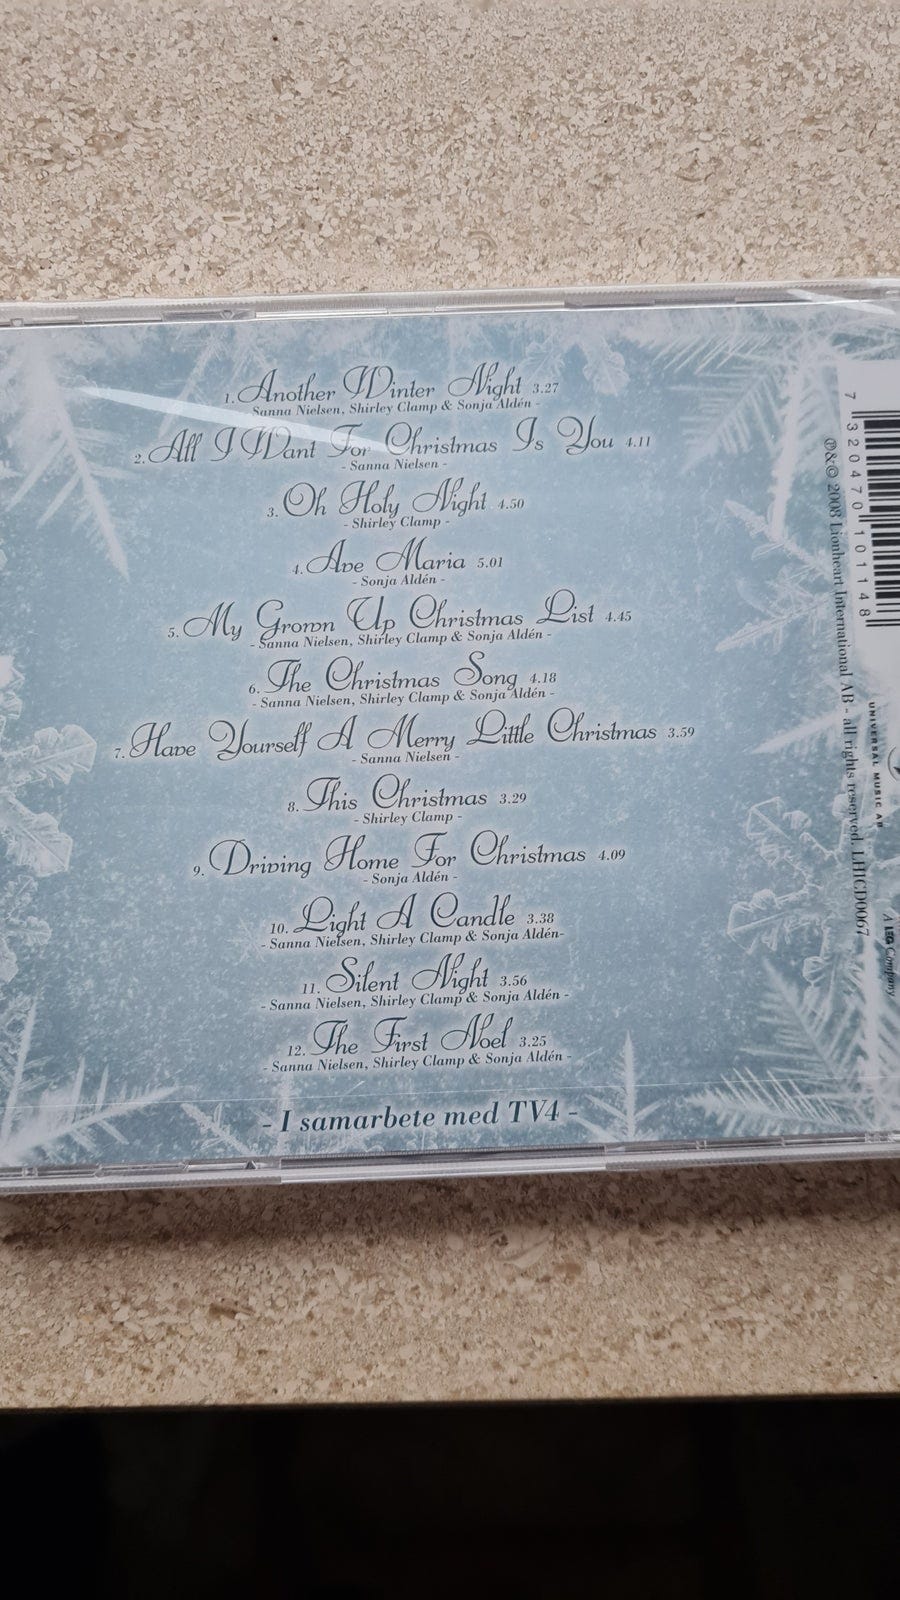 1. Another Winter Night 3.27
Sanna Nielsen, Shirley Clamp & Sonja Aldén -
2. All I Want For Christmas Is You 4.11
- Sanna Nielsen -
3. Oh Holy Night 4.50
- Shirley Clamp -
4. Ave Maria 5.01
- Sonja Aldén -
5. My Grown Up Christmas List 4.45
- Sanna Nielsen, Shirley Clamp & Sonja Aldén -
6. The Christmas Song 4.18
- Sanna Nielsen, Shirley Clamp & Sonja Aldén -
7. Have Yourself A Merry Little Christmas 3.59
- Sanna Nielsen -
8. This Christmas 3.29
- Shirley Clamp -
9. Driving Home For Christmas 4.09
- Sonja Aldén -
10. Light A Candle 3.38
- Sanna Nielsen, Shirley Clamp & Sonja Aldén-
11. Silent Night 3.56
- Sanna Nielsen, Shirley Clamp & Sonja Aldén -
12. The First Noel 3.25
- Sanna Nielsen, Shirley Clamp & Sonja Aldén -
- I samarbete med TV4 -
7 320470 101148
℗&© 2008 Lionheart International AB - all rights reserved. LHICD0067
UNIVERSAL MUSIC AB
A LEG Company